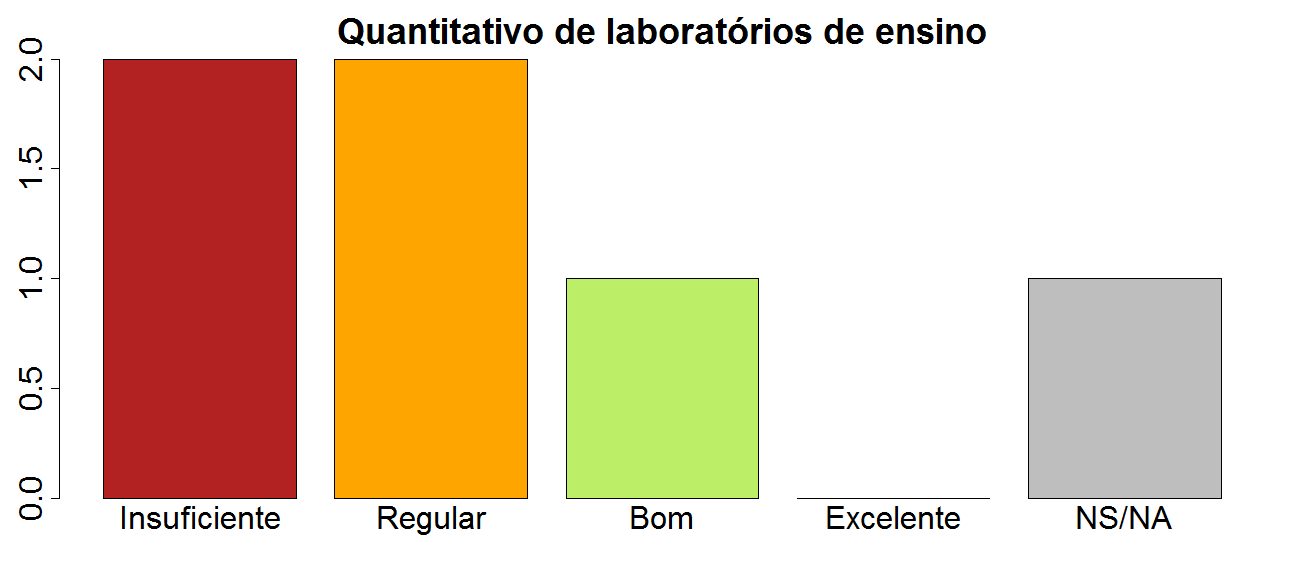 Quantitativo de laboratórios de ensino
2.0
1.5
1.0
0.5
0.0
Insuficiente Regular Bom Excelente NS/NA